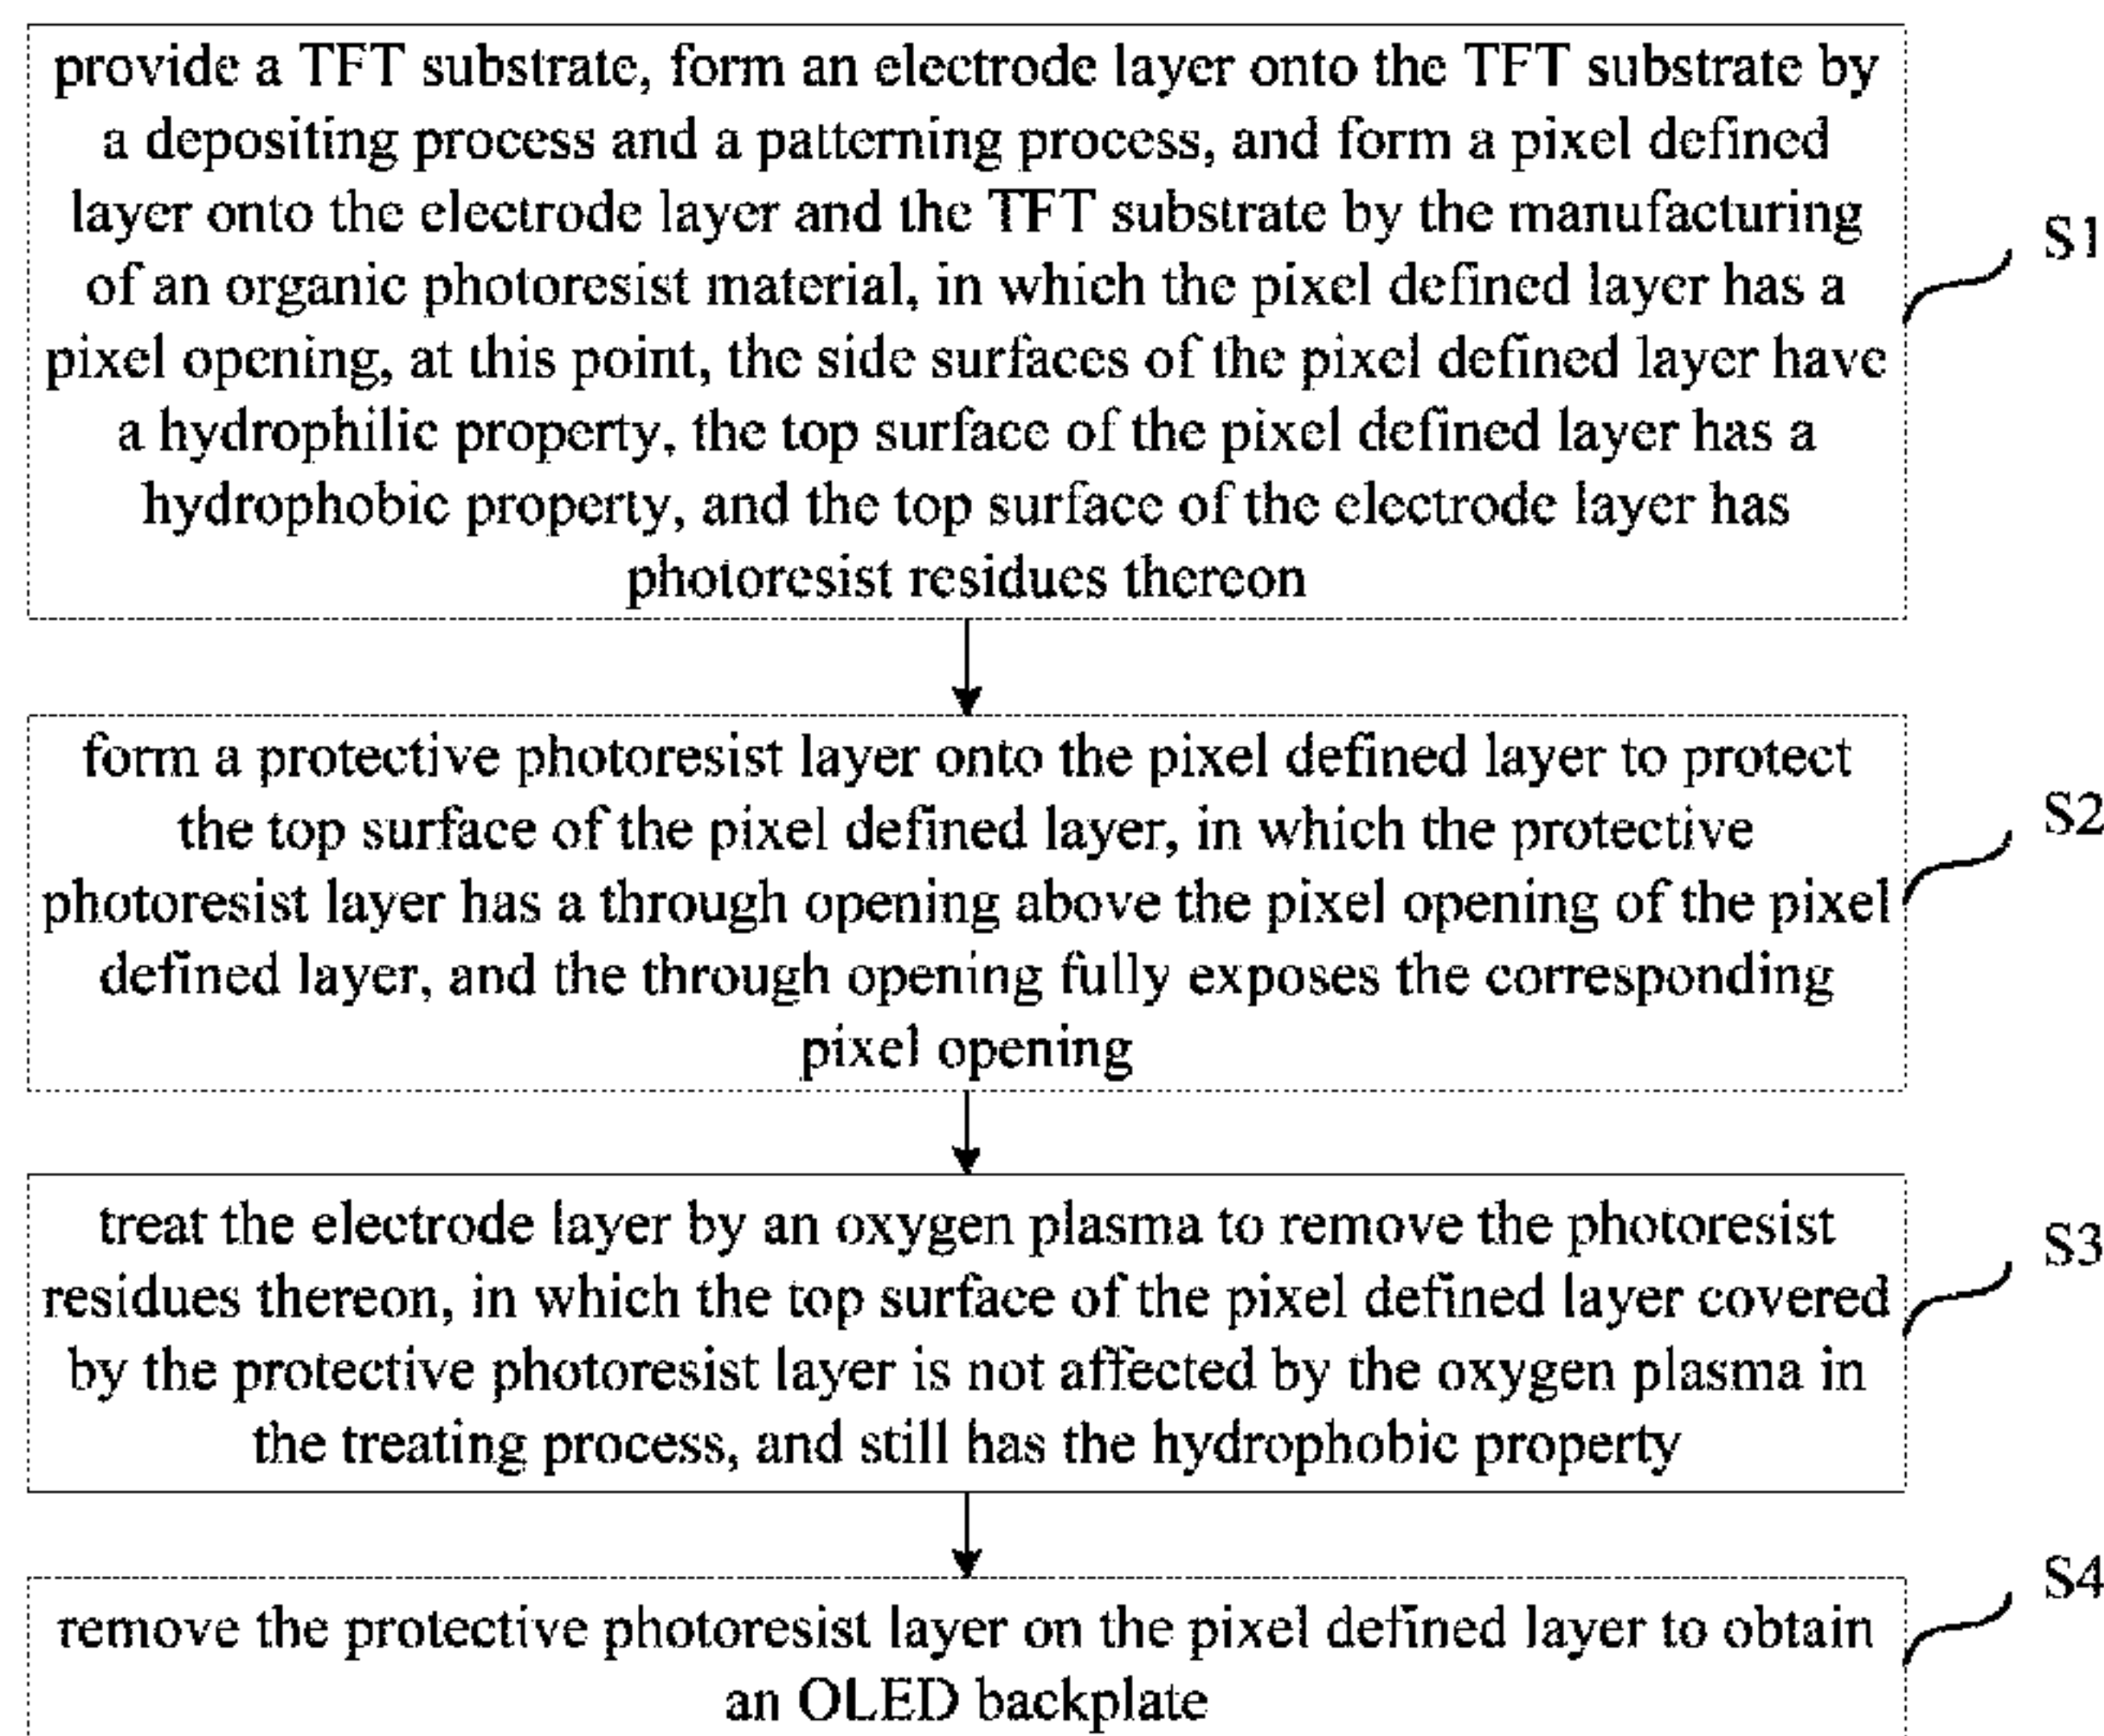 provide a TFT substrate, form an electrode layer onto the TFT substrate by
a depositing process and a patterning process, and form a pixel defined
layer onto the electrode layer and the TFT substrate by the manufacturing
of an organic photoresist material, in which the pixel defined layer has a
pixel opening, at this point, the side surfaces of the pixel defined layer have
a hydrophilic property, the top surface of the pixel defined layer has a
hydrophobic property, and the top surface of the electrode layer has
photoresist residues thereon
S1
form a protective photoresist layer onto the pixel defined layer to protect
the top surface of the pixel defined layer, in which the protective
photoresist layer has a through opening above the pixel opening of the pixel
defined layer, and the through opening fully exposes the corresponding
pixel opening
S2
treat the electrode layer by an oxygen plasma to remove the photoresist
residues thereon, in which the top surface of the pixel defined layer covered
by the protective photoresist layer is not affected by the oxygen plasma in
the treating process, and still has the hydrophobic property
S3
remove the protective photoresist layer on the pixel defined layer to obtain
an OLED backplate
S4